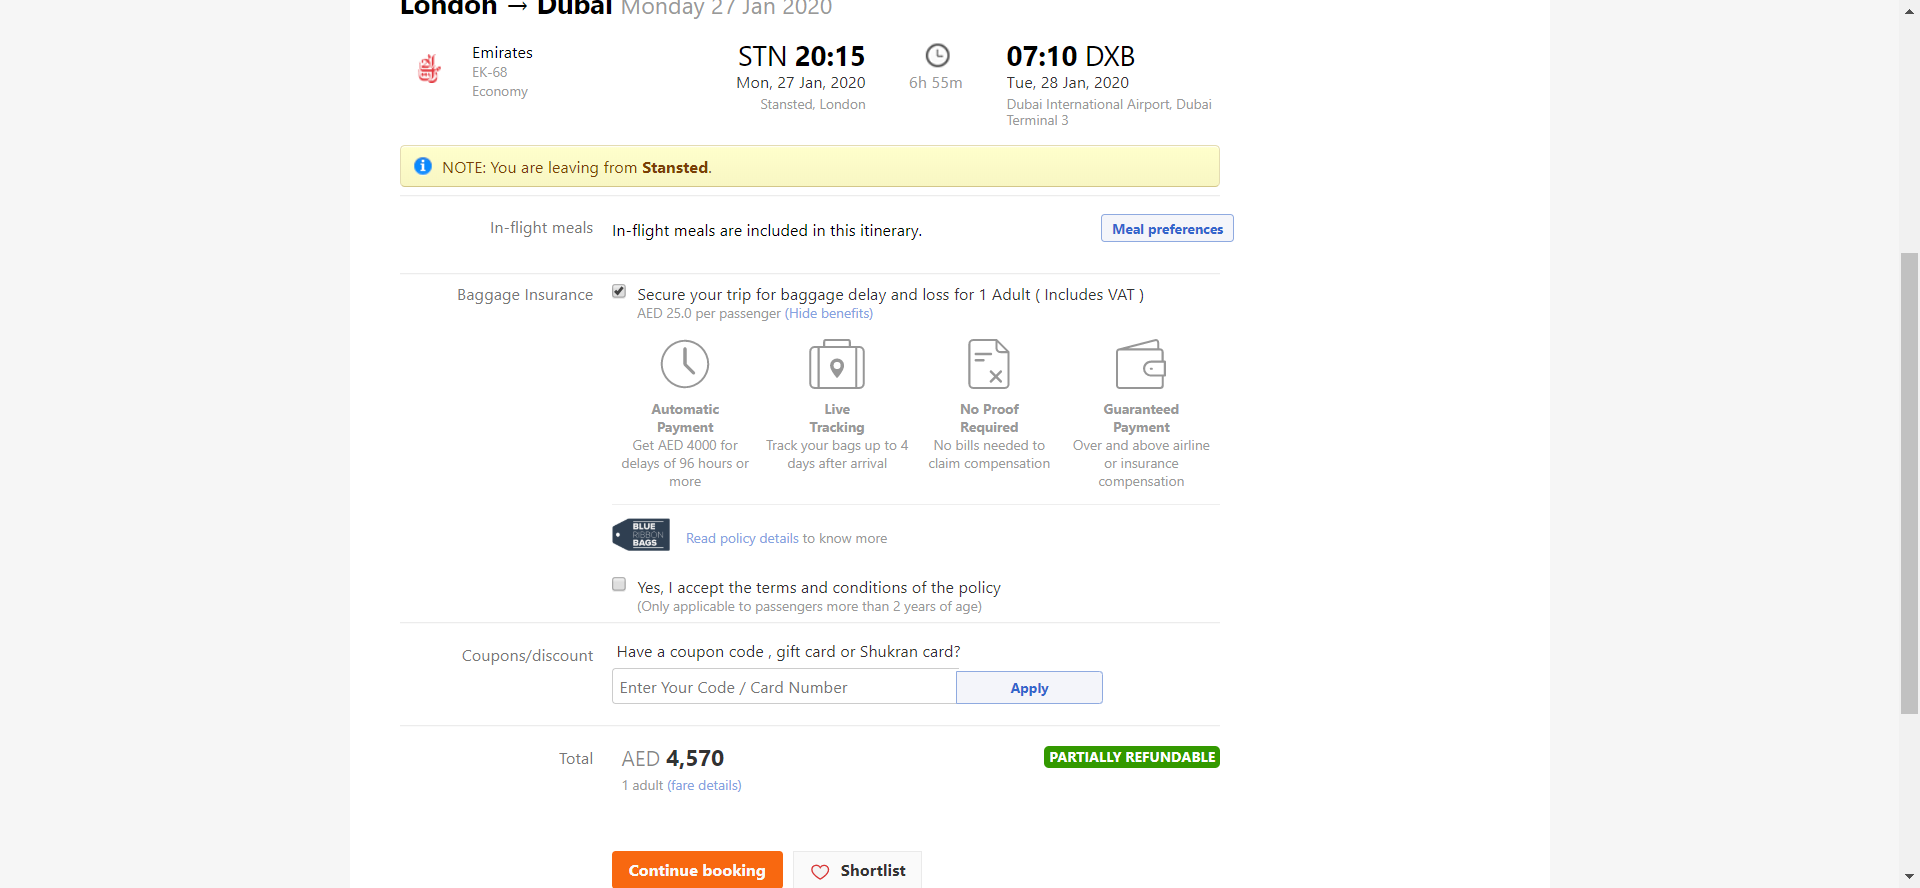 London → Dubai Monday 27 Jan 2020
Emirates
EK-68
Economy
STN 20:15
Mon, 27 Jan, 2020
Stansted, London
6h 55m
07:10 DXB
Tue, 28 Jan, 2020
Dubai International Airport, Dubai
Terminal 3
NOTE: You are leaving from Stansted.
In-flight meals
In-flight meals are included in this itinerary.
Meal preferences
Baggage Insurance
Secure your trip for baggage delay and loss for 1 Adult ( Includes VAT )
AED 25.0 per passenger (Hide benefits)
Automatic
Payment
Get AED 4000 for
delays of 96 hours or
more
Live
Tracking
Track your bags up to 4
days after arrival
No Proof
Required
No bills needed to
claim compensation
Guaranteed
Payment
Over and above airline
or insurance
compensation
BLUE
RIBBON
BAGS
Read policy details to know more
Yes, I accept the terms and conditions of the policy
(Only applicable to passengers more than 2 years of age)
Coupons/discount
Have a coupon code , gift card or Shukran card?
Enter Your Code / Card Number
Apply
Total
AED 4,570
1 adult (fare details)
PARTIALLY REFUNDABLE
Continue booking
Shortlist